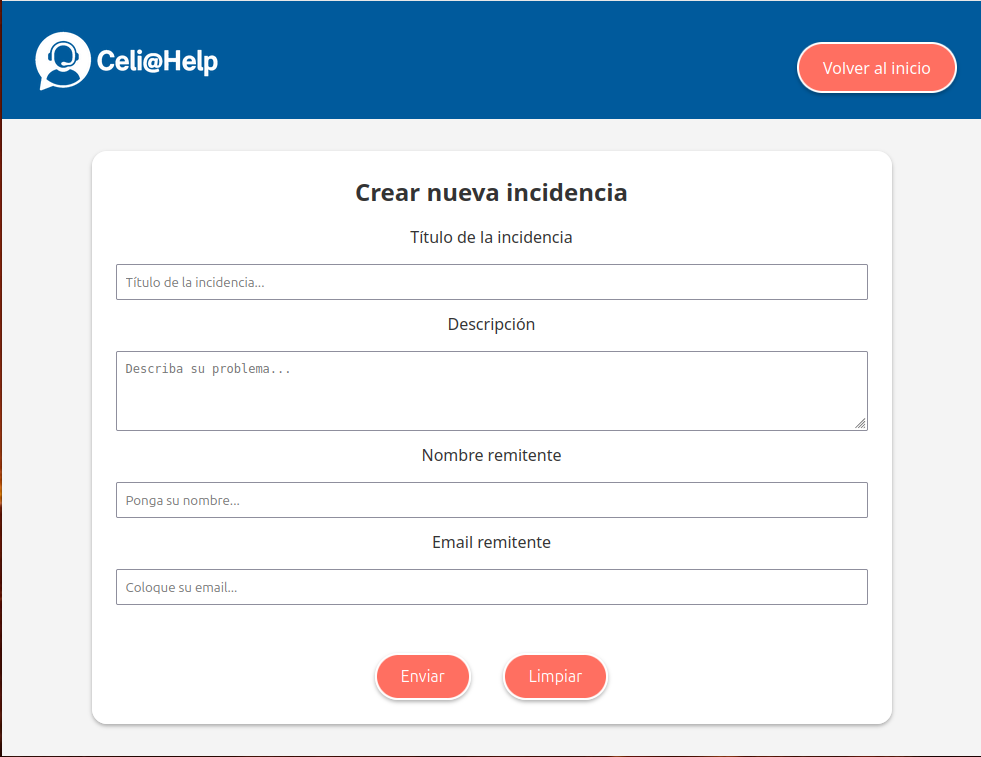 Celi@Help
Volver al inicio
Crear nueva incidencia
Título de la incidencia
Título de la incidencia...
Descripción
Describa su problema...
Nombre remitente
Ponga su nombre...
Email remitente
Coloque su email...
Enviar
Limpiar